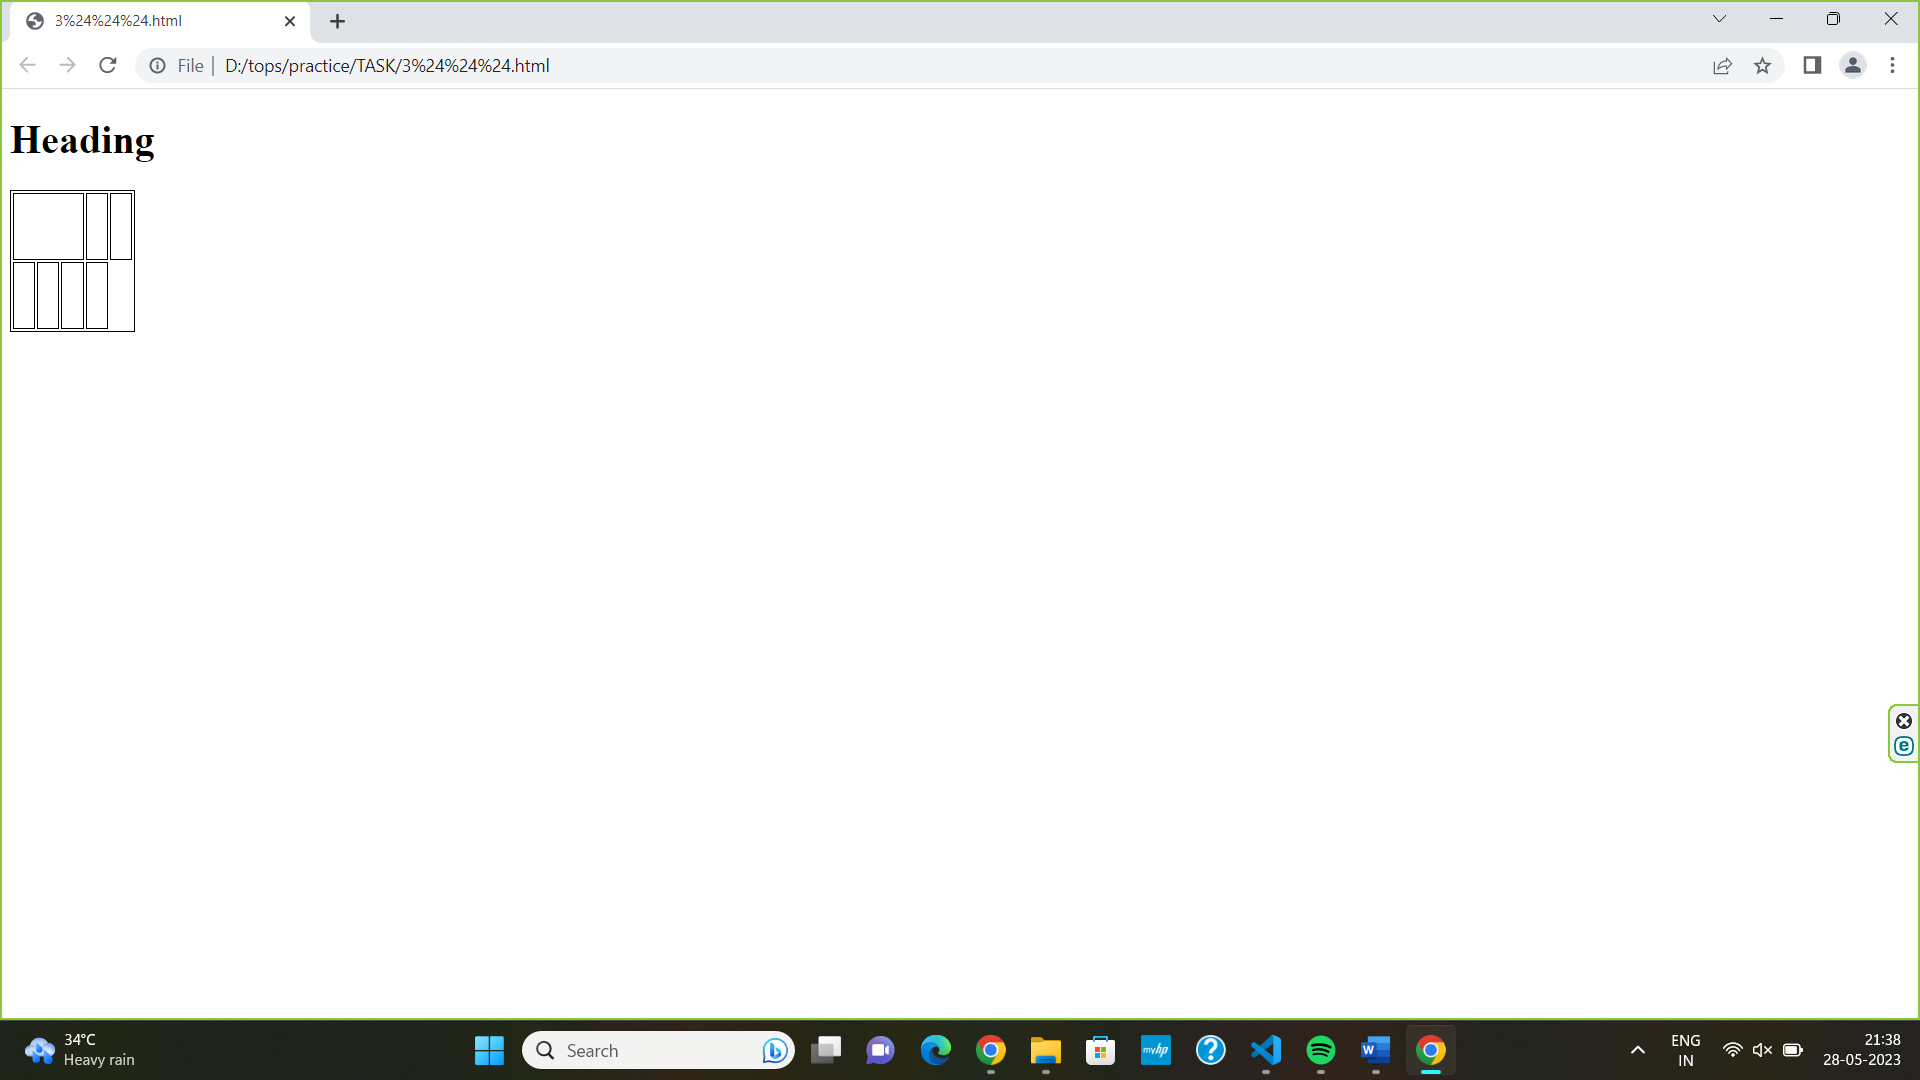 3%24%24%24.html
File | D:/tops/practice/TASK/3%24%24%24.html
Heading
34°C
Heavy rain
Search
myhp
ENG
IN
21:38
28-05-2023